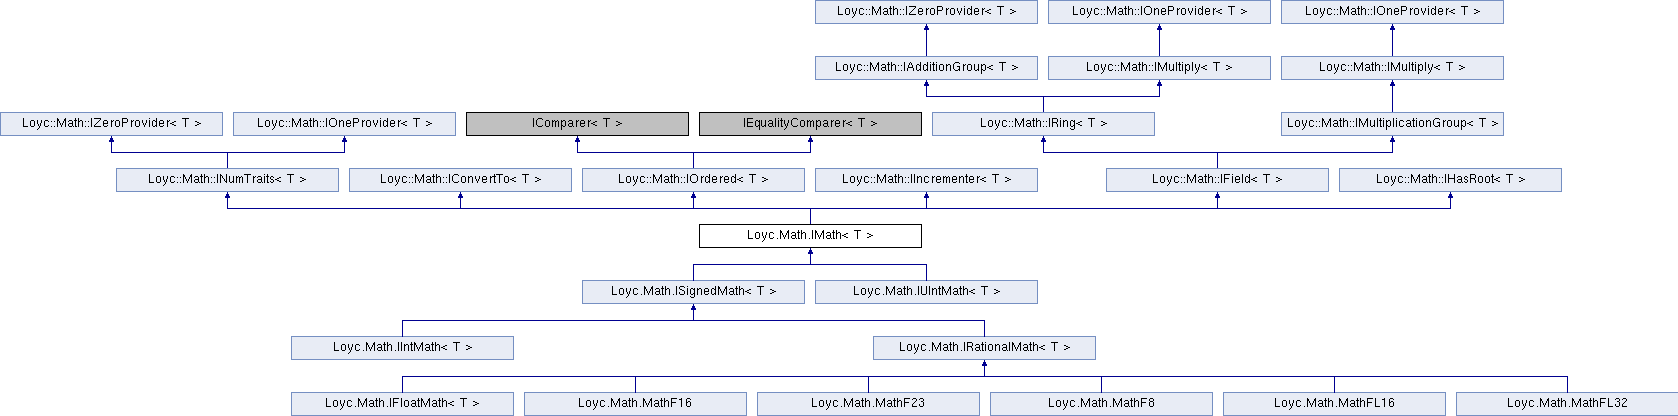 Loyc::Math::IZeroProvider< T >
Loyc::Math::IOneProvider< T >
Loyc::Math::IOneProvider< T >
Loyc::Math::IAdditionGroup< T >
Loyc::Math::IMultiply< T >
Loyc::Math::IMultiply< T >
Loyc::Math::IZeroProvider< T >
Loyc::Math::IOneProvider< T >
IComparer< T >
IEqualityComparer< T >
Loyc::Math::IRing< T >
Loyc::Math::IMultiplicationGroup< T >
Loyc::Math::INumTraits< T >
Loyc::Math::IConvertTo< T >
Loyc::Math::IOrdered< T >
Loyc::Math::IIncrementer< T >
Loyc::Math::IField< T >
Loyc::Math::IHasRoot< T >
Loyc.Math.IMath< T >
Loyc.Math.ISignedMath< T >
Loyc.Math.IUIntMath< T >
Loyc.Math.IIntMath< T >
Loyc.Math.IRationalMath< T >
Loyc.Math.IFloatMath< T >
Loyc.Math.MathF16
Loyc.Math.MathF23
Loyc.Math.MathF8
Loyc.Math.MathFL16
Loyc.Math.MathFL32